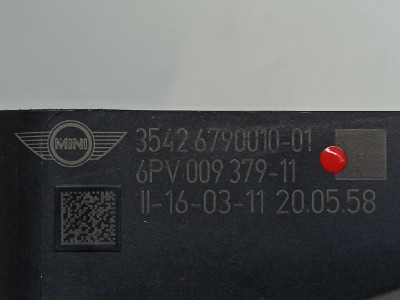 MINI
3542 6790010-01
6PV.009 379-11
II-16-03-11 20.05.58